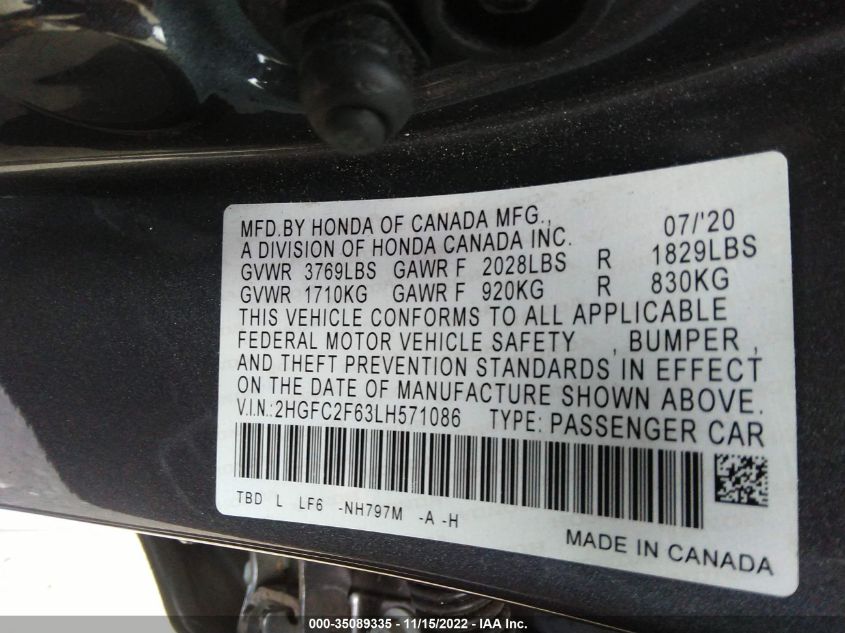 MFD.BY HONDA OF CANADA MFG., 07/'20
A DIVISION OF HONDA CANADA INC.
GVWR 3769LBS GAWR F 2028LBS R 1829LBS
GVWR 1710KG GAWR F 920KG R 830KG
THIS VEHICLE CONFORMS TO ALL APPLICABLE
FEDERAL MOTOR VEHICLE SAFETY , BUMPER ,
AND THEFT PREVENTION STANDARDS IN EFFECT
ON THE DATE OF MANUFACTURE SHOWN ABOVE.
V.I.N.:2HGFC2F63LH571086 TYPE: PASSENGER CAR
TBD L LF6 -NH797M -A -H
MADE IN CANADA
000-35089335 - 11/15/2022 - IAA Inc.